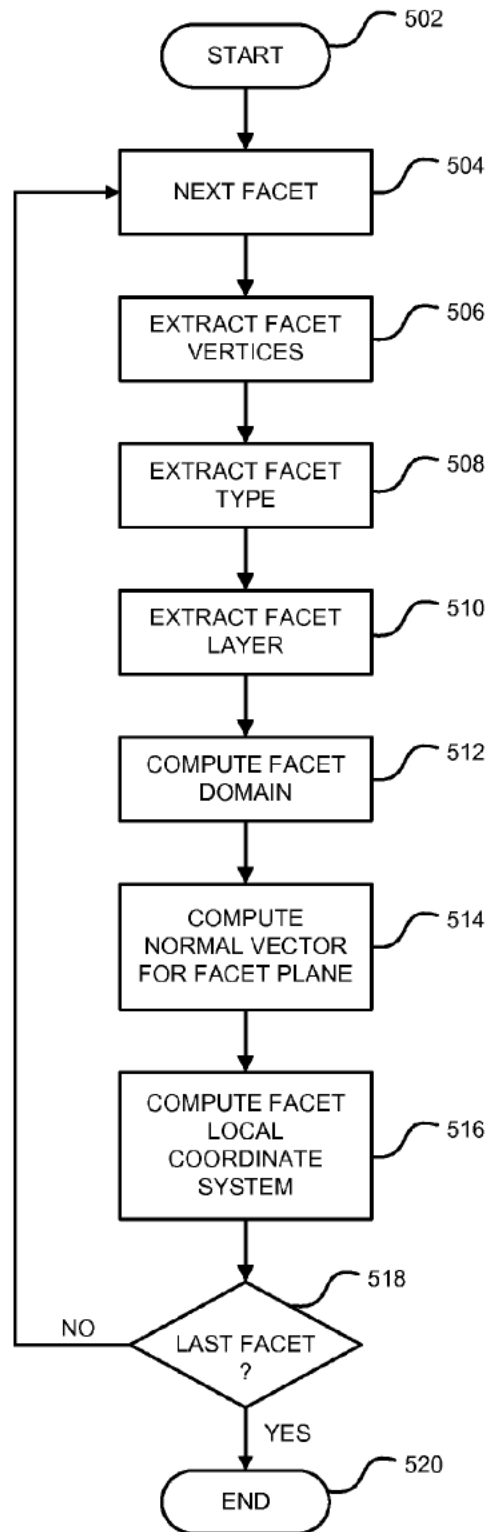 502
START
504
NEXT FACET
506
EXTRACT FACET
VERTICES
508
EXTRACT FACET
TYPE
510
EXTRACT FACET
LAYER
512
COMPUTE FACET
DOMAIN
514
COMPUTE
NORMAL VECTOR
FOR FACET PLANE
516
COMPUTE FACET
LOCAL
COORDINATE
SYSTEM
518
NO
LAST FACET
?
YES
520
END